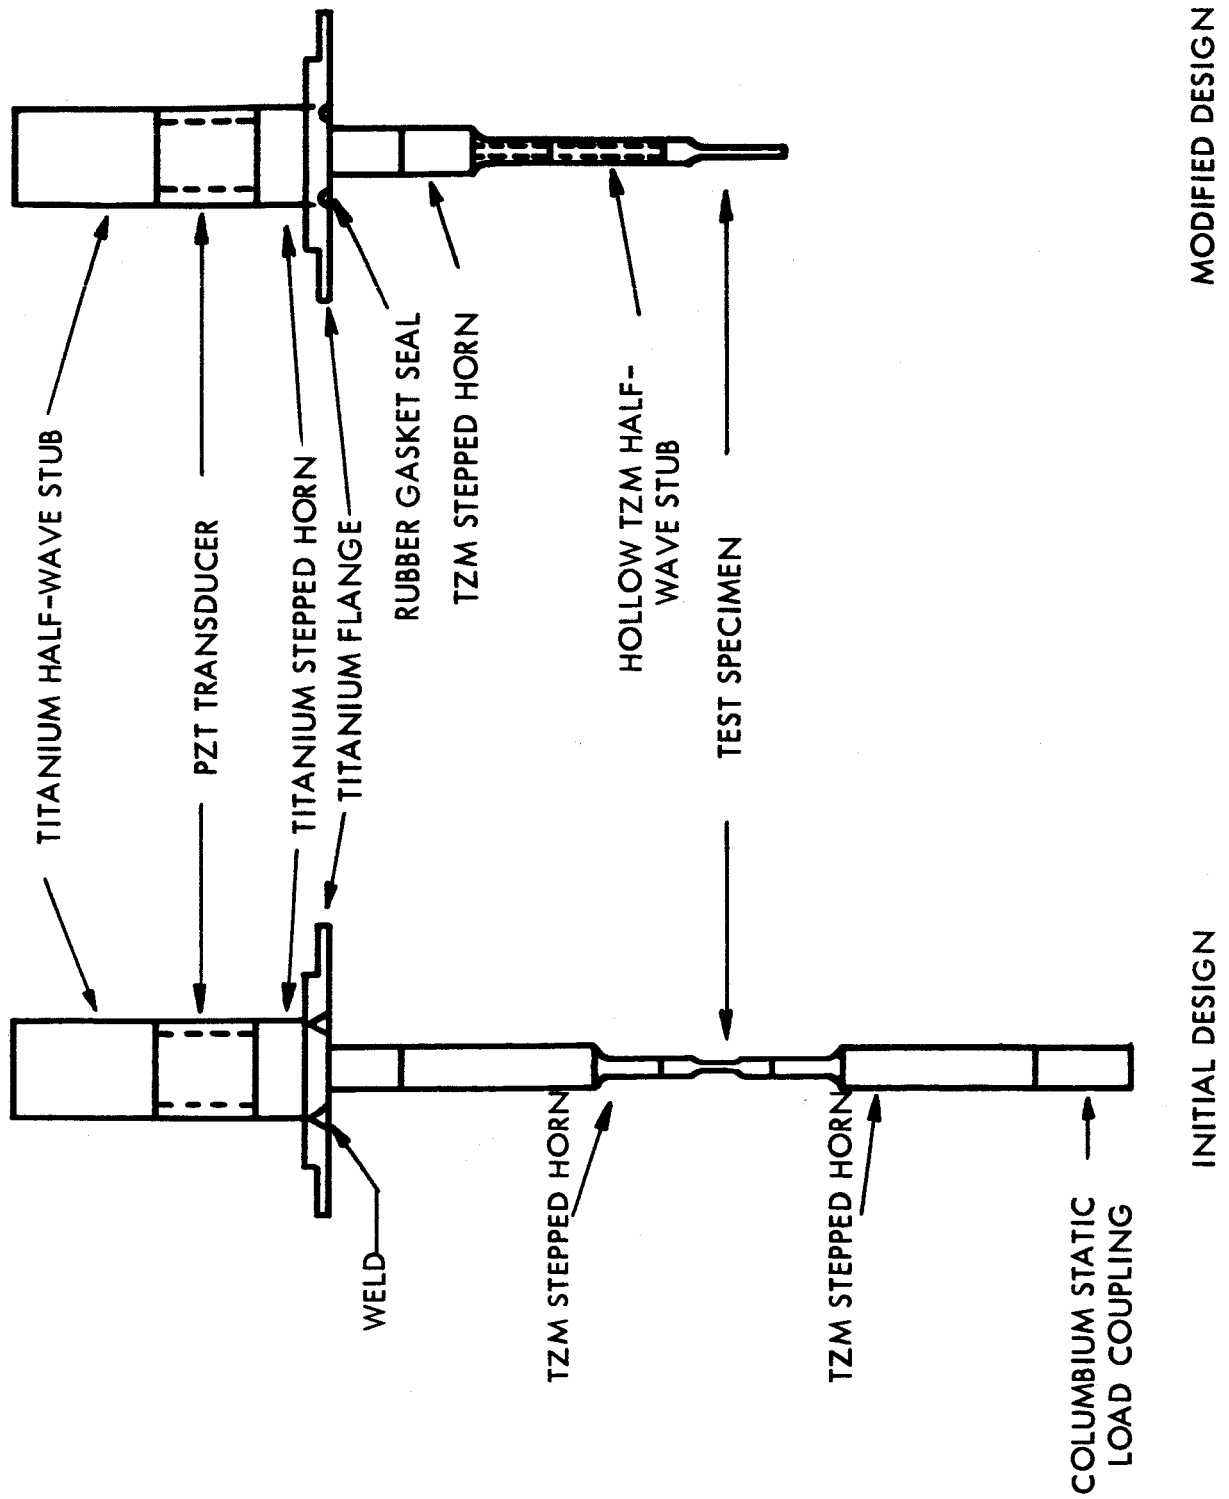 TITANIUM HALF-WAVE STUB
PZT TRANSDUCER
TITANIUM STEPPED HORN
TITANIUM FLANGE
WELD
RUBBER GASKET SEAL
TZM STEPPED HORN
TZM STEPPED HORN
HOLLOW TZM HALF-
WAVE STUB
TEST SPECIMEN
TZM STEPPED HORN
COLUMBIUM STATIC
LOAD COUPLING
INITIAL DESIGN
MODIFIED DESIGN